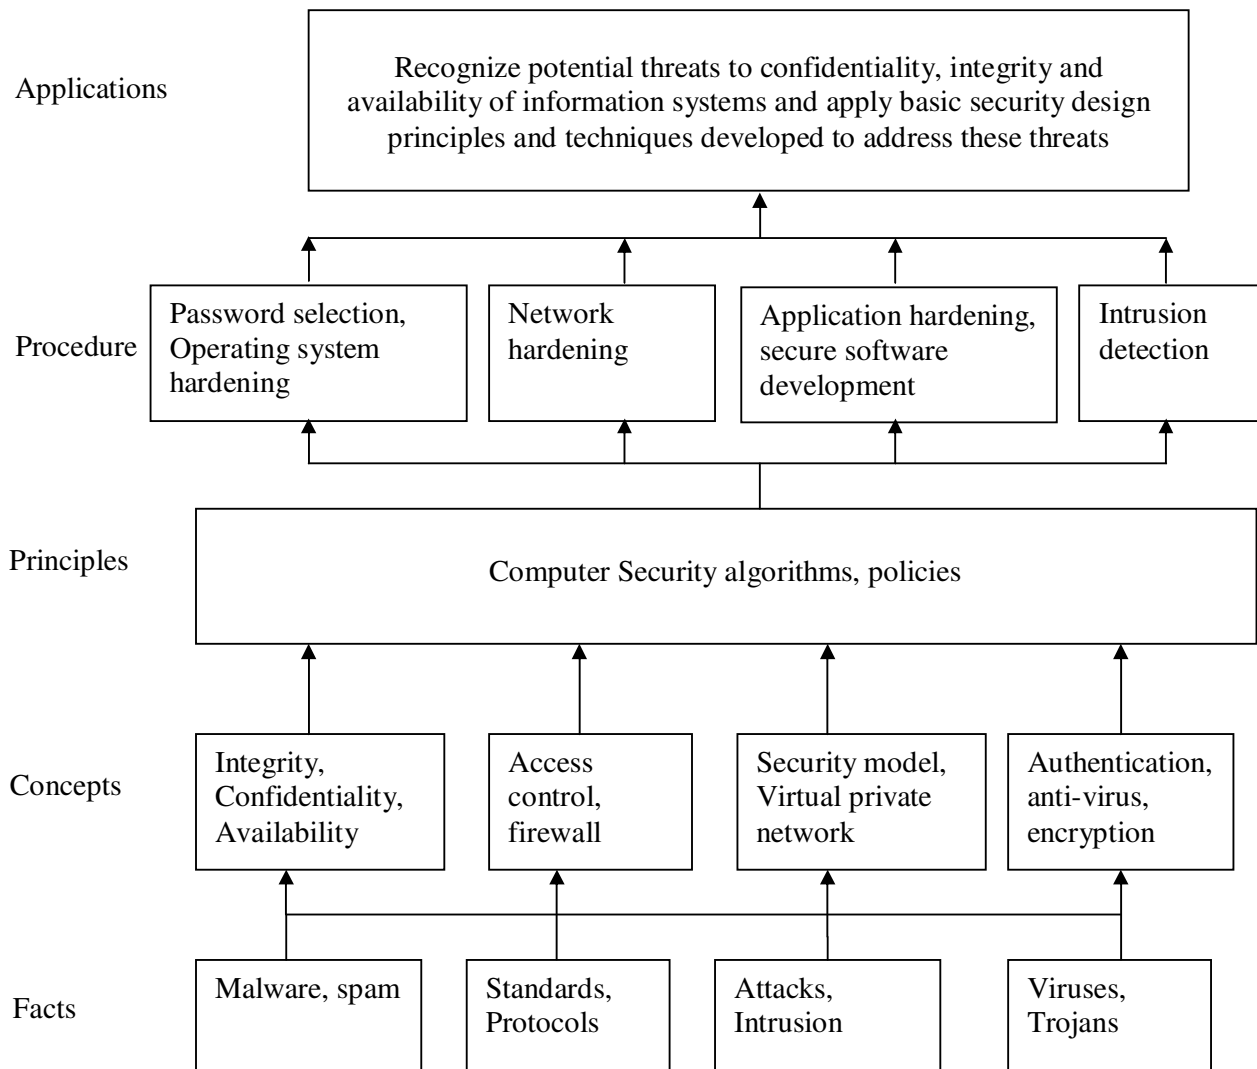 Applications
Recognize potential threats to confidentiality, integrity and
availability of information systems and apply basic security design
principles and techniques developed to address these threats
Procedure
Password selection,
Operating system
hardening
Network
hardening
Application hardening,
secure software
development
Intrusion
detection
Principles
Computer Security algorithms, policies
Concepts
Integrity,
Confidentiality,
Availability
Access
control,
firewall
Security model,
Virtual private
network
Authentication,
anti-virus,
encryption
Facts
Malware, spam
Standards,
Protocols
Attacks,
Intrusion
Viruses,
Trojans